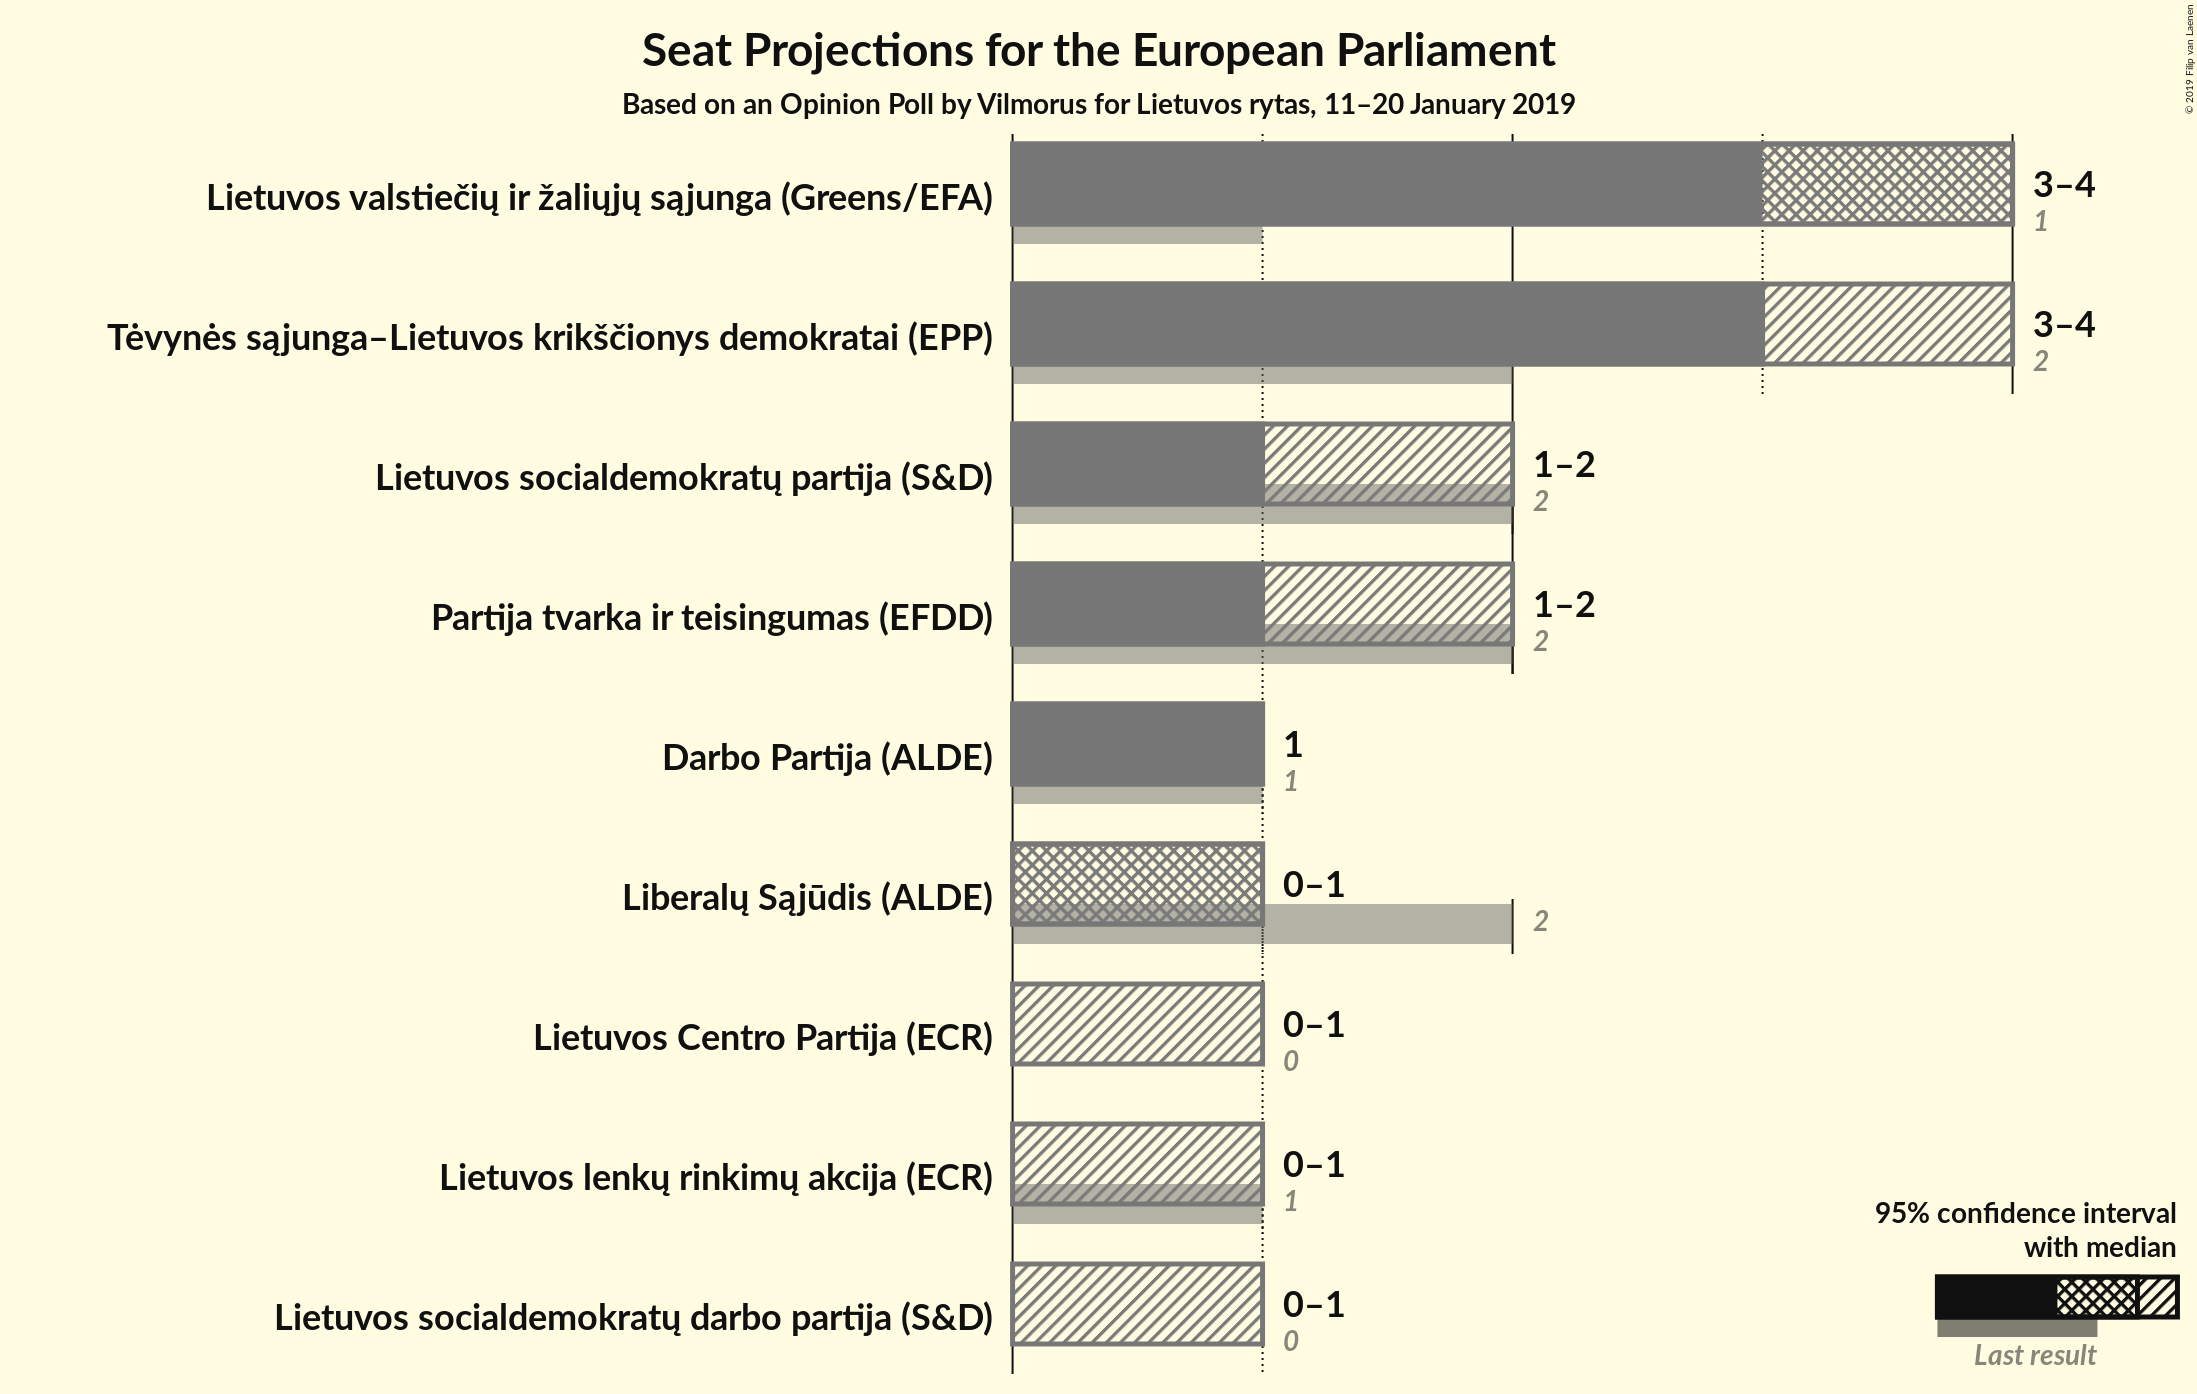 Seat Projections for the European Parliament
Based on an Opinion Poll by Vilmorus for Lietuvos rytas, 11–20 January 2019
© 2019 Filip van Laenen
Lietuvos valstiečių ir žaliųjų sąjunga (Greens/EFA)
3–4
1
Tėvynės sąjunga–Lietuvos krikščionys demokratai (EPP)
3–4
2
Lietuvos socialdemokratų partija (S&D)
1–2
2
Partija tvarka ir teisingumas (EFDD)
1–2
2
Darbo Partija (ALDE)
1
1
Liberalų Sąjūdis (ALDE)
0–1
2
Lietuvos Centro Partija (ECR)
0–1
0
Lietuvos lenkų rinkimų akcija (ECR)
0–1
1
Lietuvos socialdemokratų darbo partija (S&D)
0–1
0
95% confidence interval
with median
Last result